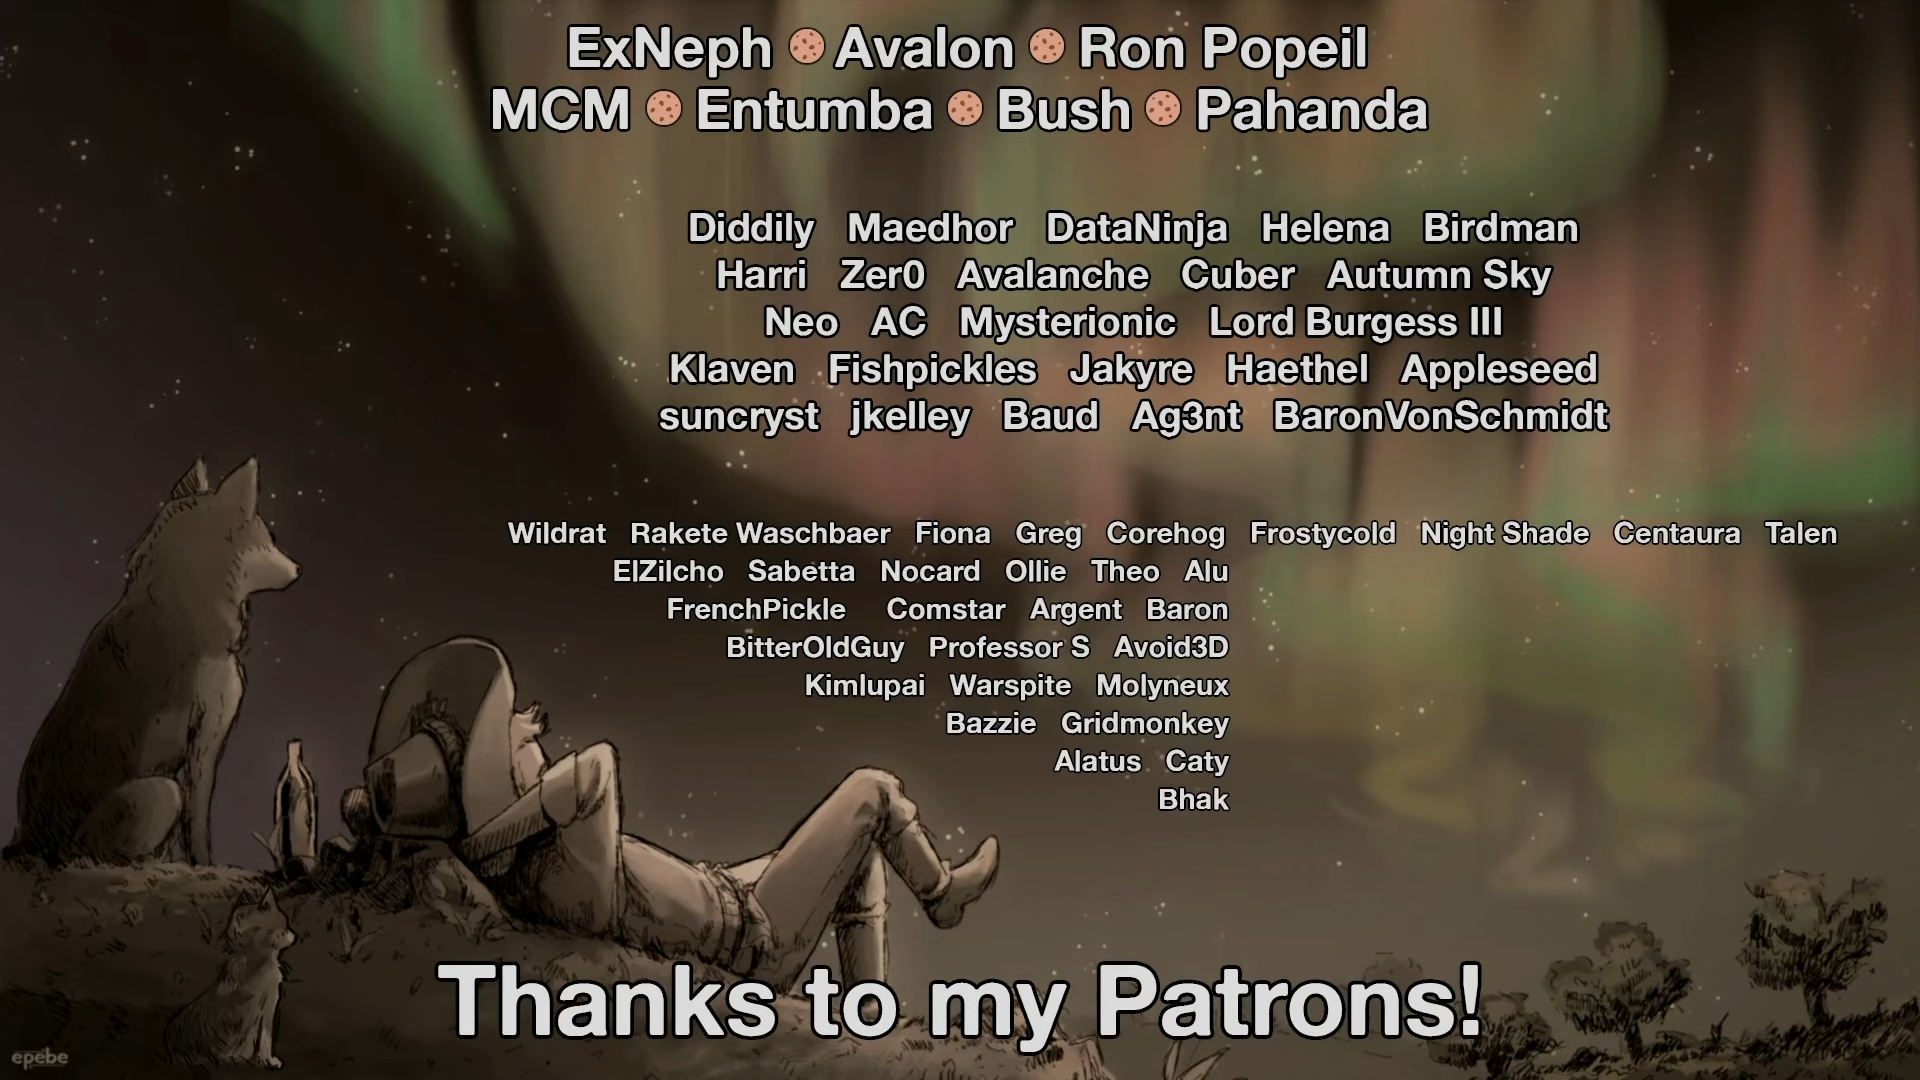 ExNeph Avalon Ron Popeil
MCM Entumba Bush Pahanda
Diddily Maedhor DataNinja Helena Birdman
Harri Zer0 Avalanche Cuber Autumn Sky
Neo AC Mysterionic Lord Burgess III
Klaven Fishpickles Jakyre Haethel Appleseed
suncryst jkelley Baud Ag3nt BaronVonSchmidt
Wildrat Rakete Waschbaer Fiona Greg Corehog Frostycold Night Shade Centaura Talen
ElZilcho Sabetta Nocard Ollie Theo Alu
FrenchPickle Comstar Argent Baron
BitterOldGuy Professor S Avoid3D
Kimlupai Warspite Molyneux
Bazzie Gridmonkey
Alatus Caty
Bhak
Thanks to my Patrons!
epebe